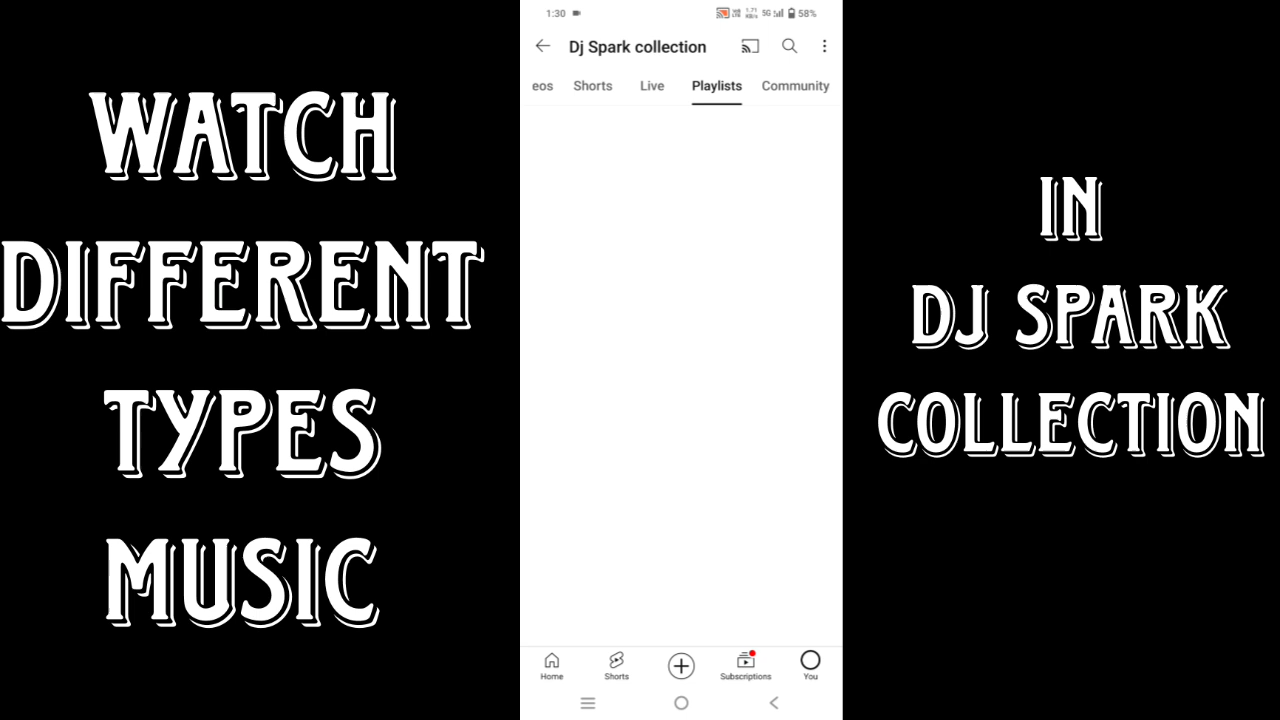 WATCH
DIFFERENT
TYPES
MUSIC
1:30
5G 58%
Dj Spark collection
eos Shorts Live Playlists Community
Home Shorts Subscriptions You
IN
DJ SPARK
COLLECTION